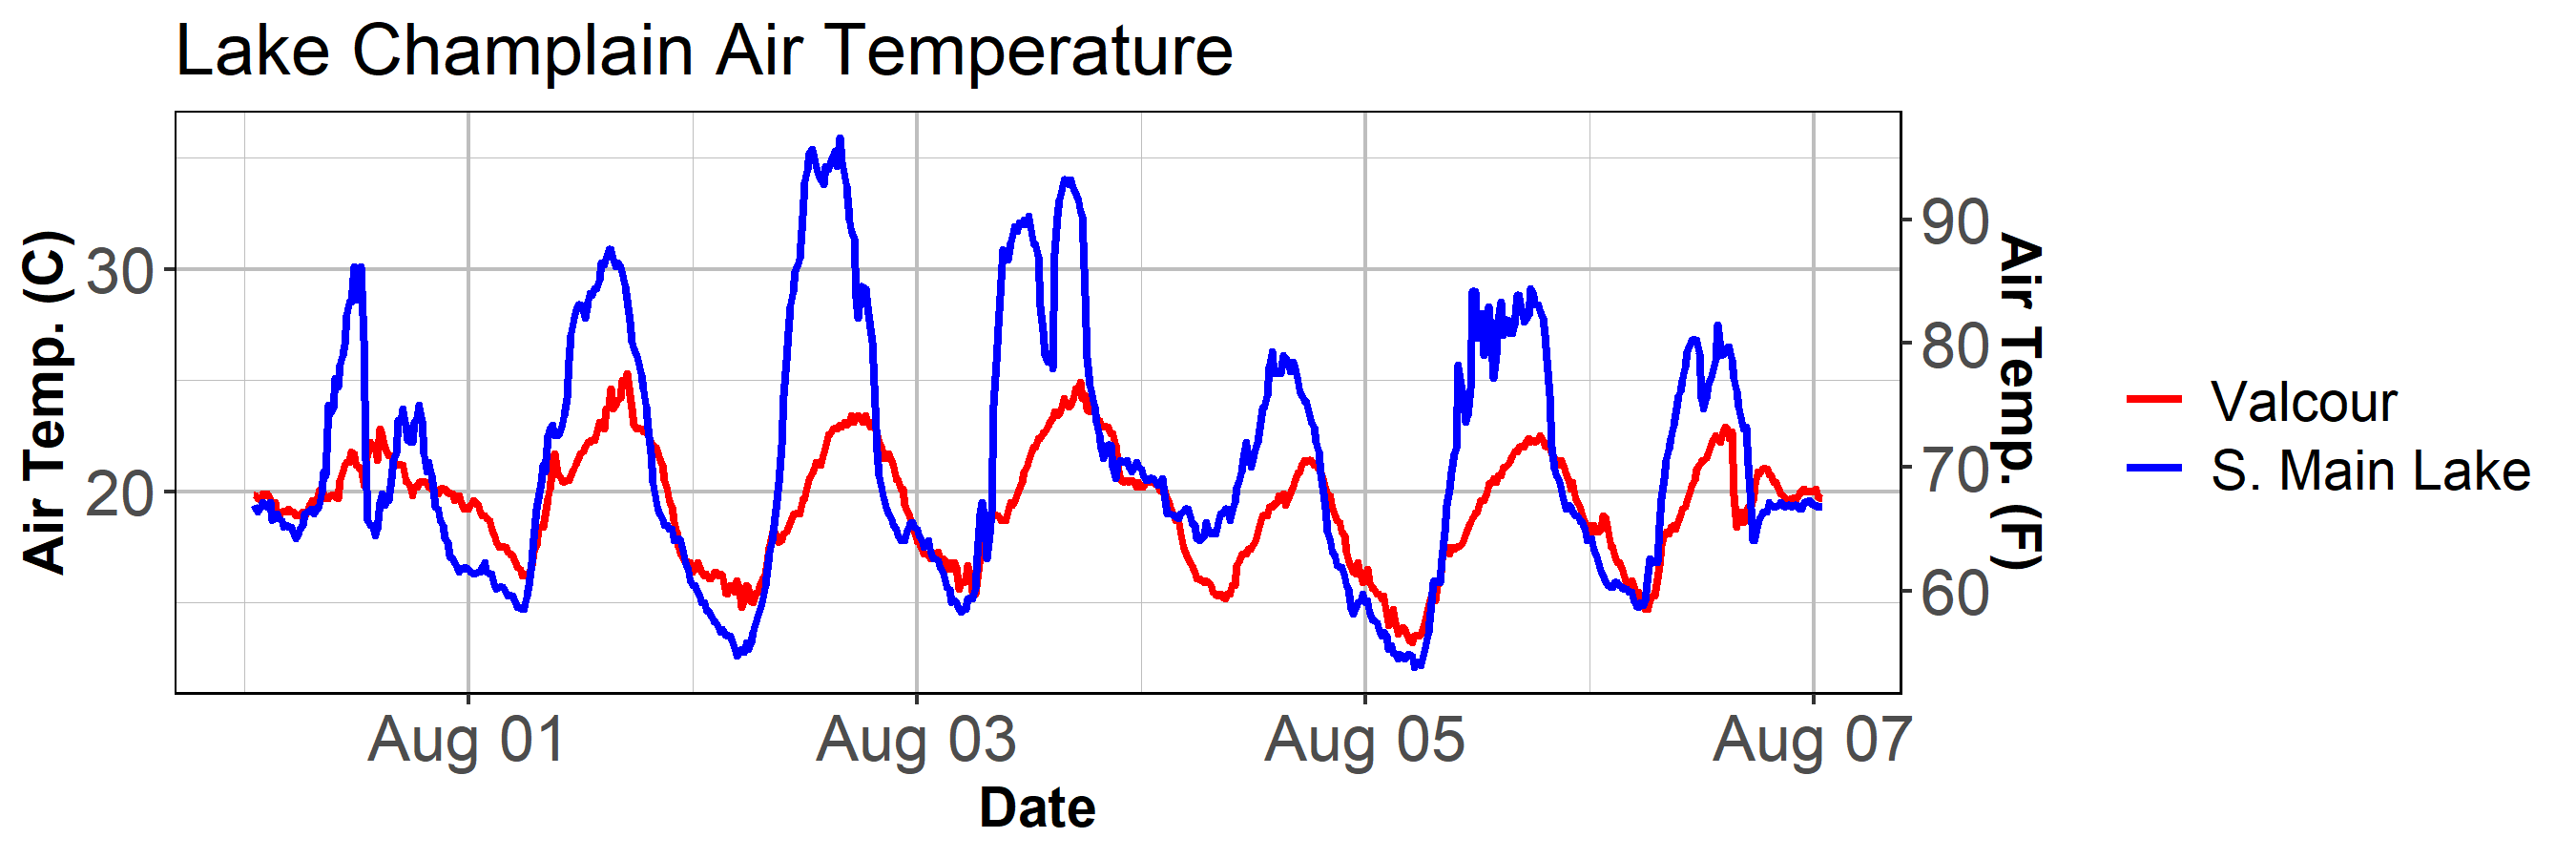 Lake Champlain Air Temperature
Air Temp. (C)
30
20
90
80
70
60
Air Temp. (F)
Aug 01
Aug 03
Aug 05
Aug 07
Date
Valcour
S. Main Lake